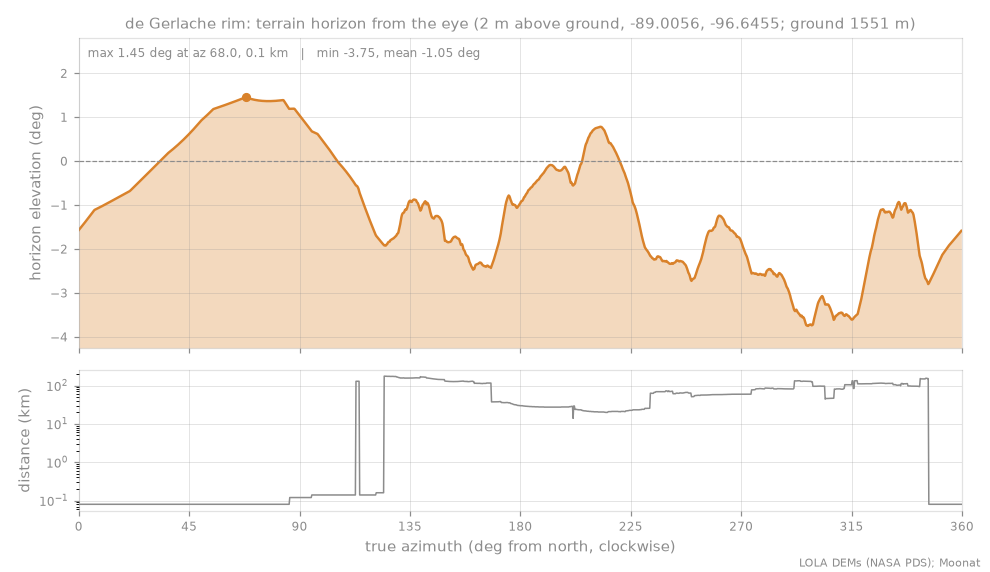 de Gerlache rim: terrain horizon from the eye (2 m above ground, -89.0056, -96.6455; ground 1551 m)
max 1.45 deg at az 68.0, 0.1 km   |   min -3.75, mean -1.05 deg
horizon elevation (deg)
2
1
0
−1
−2
−3
−4
distance (km)
10²
10¹
10⁰
10⁻¹
0 45 90 135 180 225 270 315 360
true azimuth (deg from north, clockwise)
LOLA DEMs (NASA PDS); Moonat